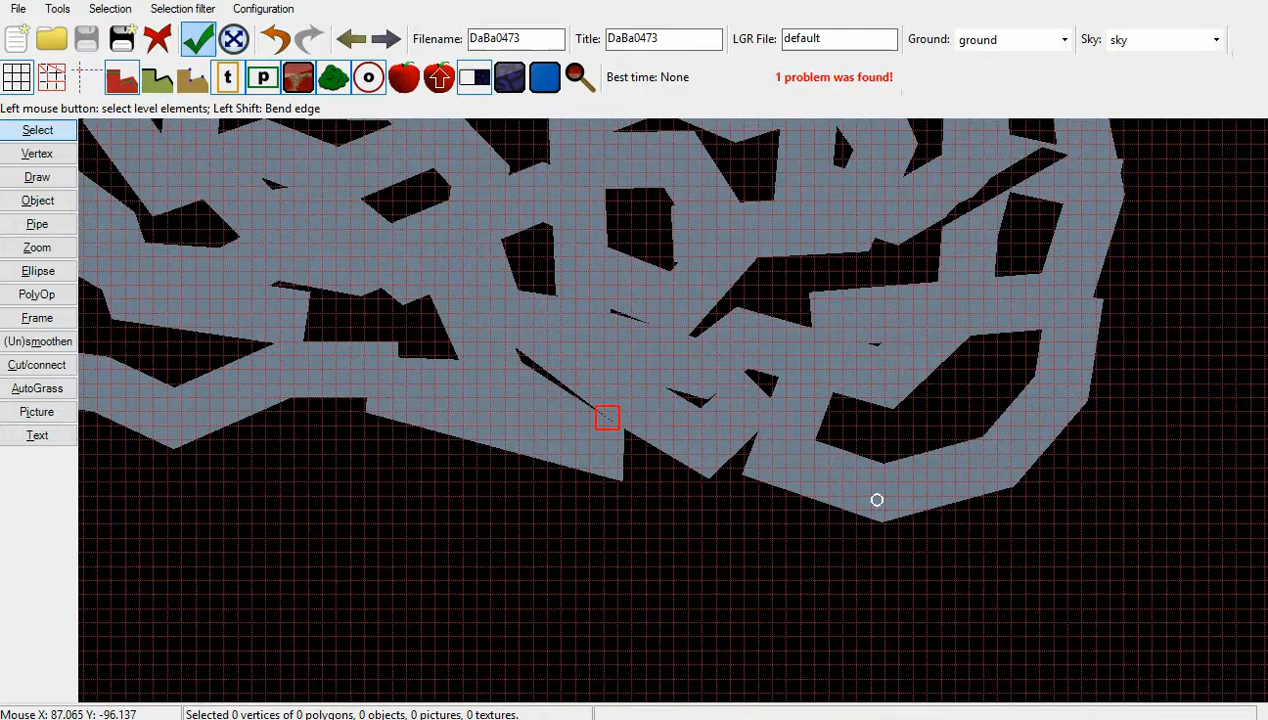 File Tools Selection Selection filter Configuration
Filename: DaBa0473 Title: DaBa0473 LGR File: default Ground: ground Sky: sky
t p o Best time: None 1 problem was found!
Left mouse button: select level elements; Left Shift: Bend edge
Select
Vertex
Draw
Object
Pipe
Zoom
Ellipse
PolyOp
Frame
(Un)smoothen
Cut/connect
AutoGrass
Picture
Text
Mouse X: 87.065 Y: -96.137 Selected 0 vertices of 0 polygons, 0 objects, 0 pictures, 0 textures.